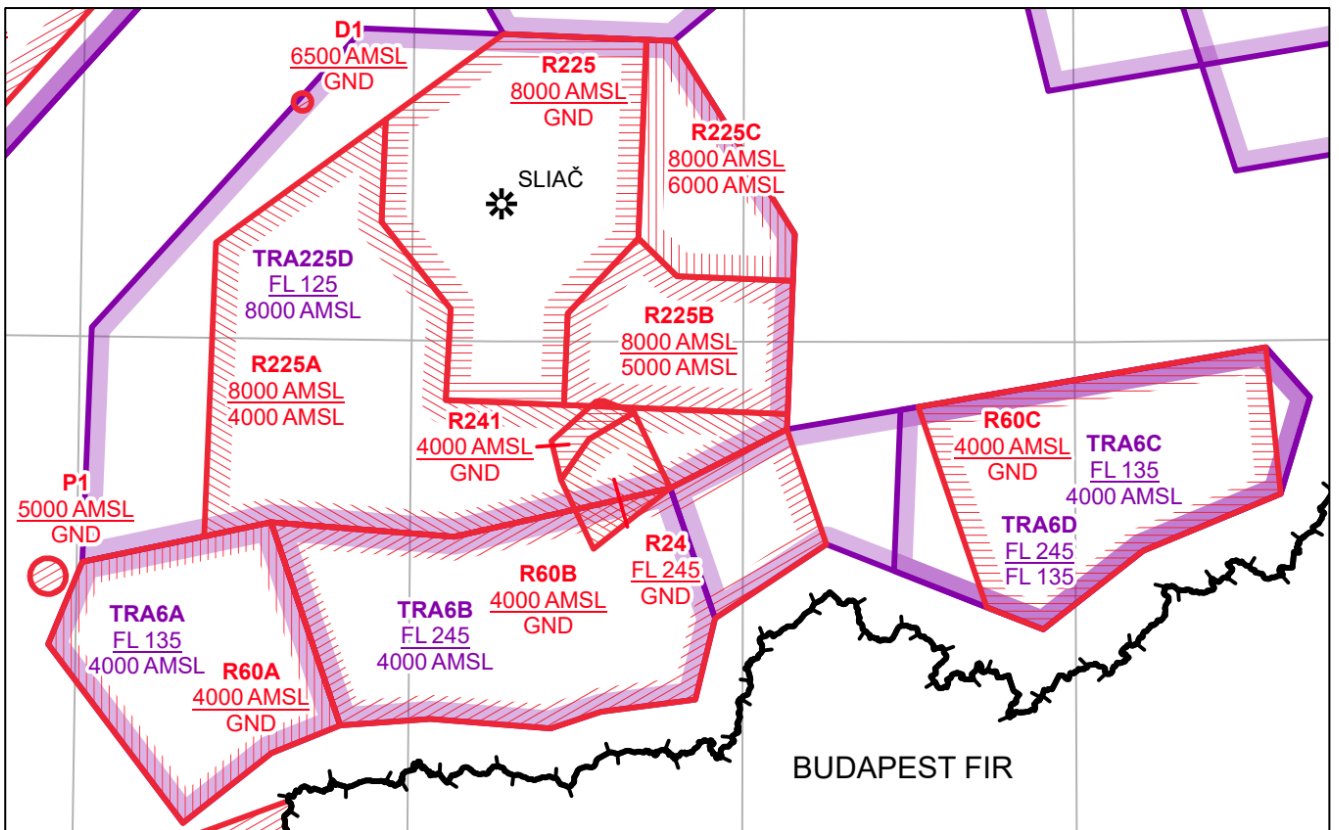 D1
6500 AMSL
GND
R225
8000 AMSL
GND
R225C
8000 AMSL
6000 AMSL
SLIAČ
TRA225D
FL 125
8000 AMSL
R225B
8000 AMSL
5000 AMSL
R225A
8000 AMSL
4000 AMSL
R241
4000 AMSL
GND
R60C
4000 AMSL
GND
TRA6C
FL 135
4000 AMSL
P1
5000 AMSL
GND
TRA6D
FL 245
FL 135
R24
FL 245
GND
R60B
4000 AMSL
GND
TRA6A
FL 135
4000 AMSL
TRA6B
FL 245
4000 AMSL
R60A
4000 AMSL
GND
BUDAPEST FIR